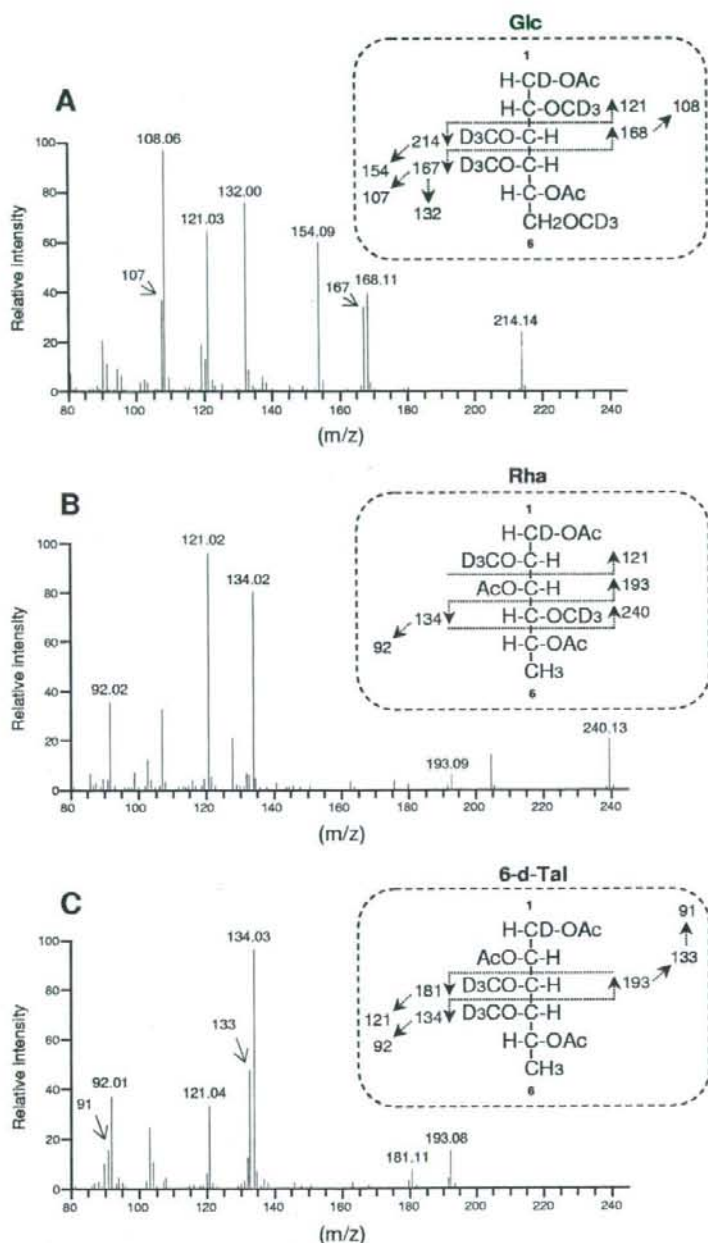 Glc
A
1
H-CD-OAc
H-C-OCD3
121
108
D3CO-C-H
168
214
154
167
D3CO-C-H
107
H-C-OAc
132
CH2OCD3
6
Relative intensity
100
80
60
40
20
0
108.06
132.00
121.03
154.09
107
167
168.11
214.14
80 100 120 140 160 180 200 220 240
(m/z)
Rha
B
1
H-CD-OAc
D3CO-C-H
121
AcO-C-H
193
134
H-C-OCD3
240
92
H-C-OAc
CH3
6
Relative intensity
100
80
60
40
20
0
121.02
134.02
92.02
193.09
240.13
80 100 120 140 160 180 200 220 240
(m/z)
6-d-Tal
C
1
H-CD-OAc
91
AcO-C-H
133
181
D3CO-C-H
193
121
134
D3CO-C-H
92
H-C-OAc
CH3
6
Relative intensity
100
80
60
40
20
0
134.03
133
92.01
121.04
91
181.11
193.08
80 100 120 140 160 180 200 220 240
(m/z)